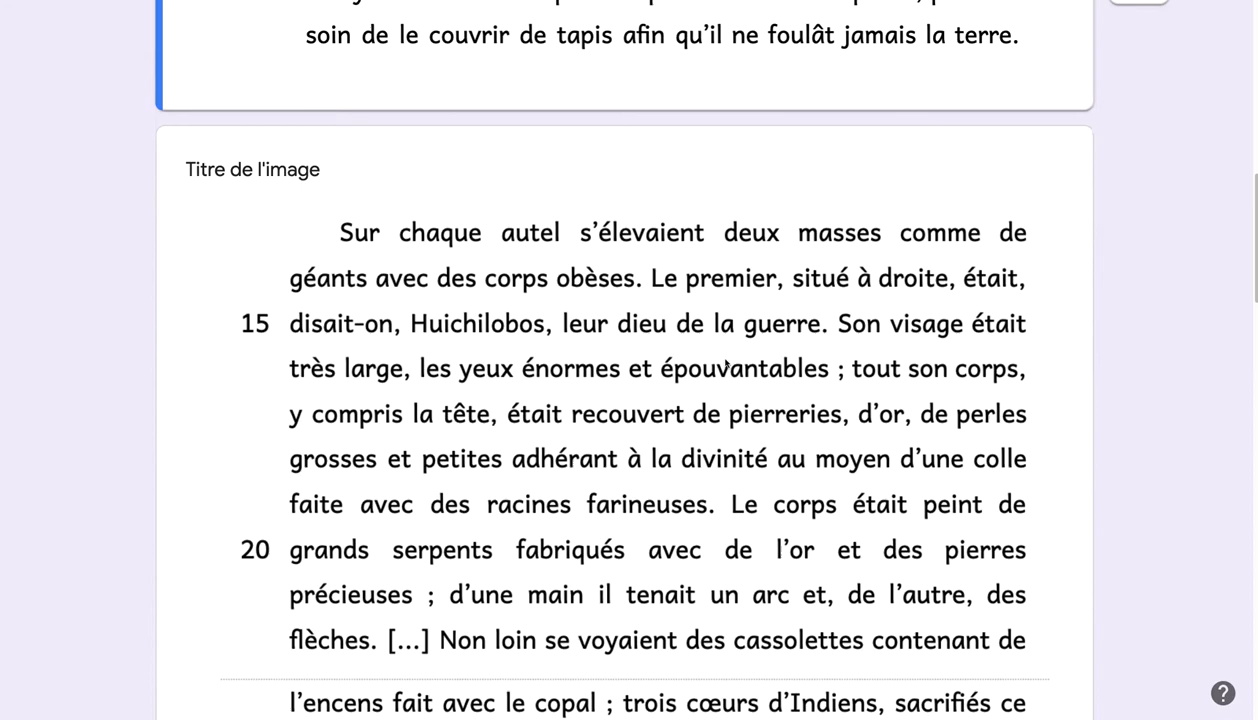 soin de le couvrir de tapis afin qu’il ne foulât jamais la terre.
Titre de l'image
Sur chaque autel s’élevaient deux masses comme de
géants avec des corps obèses. Le premier, situé à droite, était,
15 disait-on, Huichilobos, leur dieu de la guerre. Son visage était
très large, les yeux énormes et épouvantables ; tout son corps,
y compris la tête, était recouvert de pierreries, d’or, de perles
grosses et petites adhérant à la divinité au moyen d’une colle
faite avec des racines farineuses. Le corps était peint de
20 grands serpents fabriqués avec de l’or et des pierres
précieuses ; d’une main il tenait un arc et, de l’autre, des
flèches. [...] Non loin se voyaient des cassolettes contenant de
l’encens fait avec le copal ; trois cœurs d’Indiens, sacrifiés ce
?